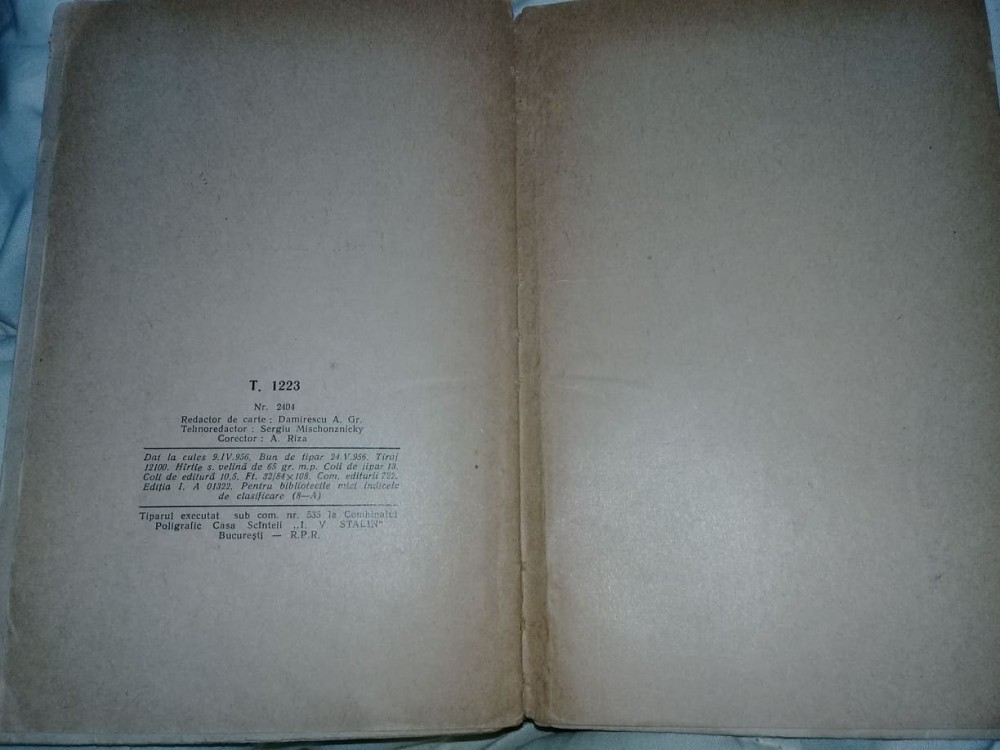 T. 1223
Nr. 2404
Redactor de carte : Damirescu A. Gr.
Tehnoredactor : Sergiu Mischonznicky
Corector : A. Riza
Dat la cules 9.IV.956. Bun de tipar 24.V.956. Tiraj
12100. Hîrtie s. velină de 65 gr. m.p. Coli de tipar 13.
Coli de editură 10,5. Ft. 32/84×108. Com. editurii 722.
Ediția I. A 01322. Pentru bibliotecile mici indicele
de clasificare (8—A)
Tiparul executat sub com. nr. 535 la Combinatul
Poligrafic Casa Scînteii „I. V STALIN“
București — R.P.R.